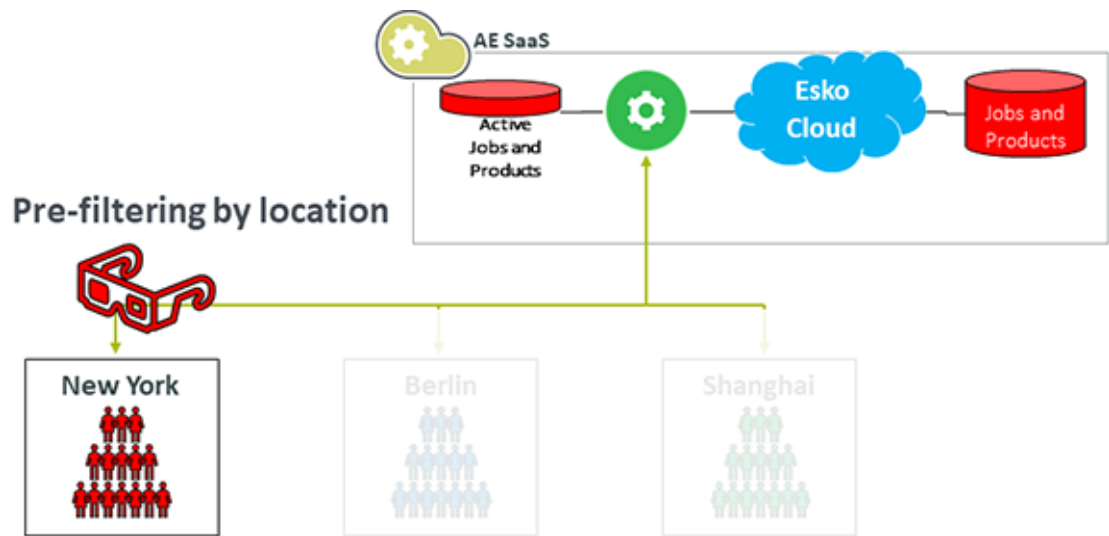 AE SaaS
Active
Jobs and
Products
Esko
Cloud
Jobs and
Products
Pre-filtering by location
New York
Berlin
Shanghai